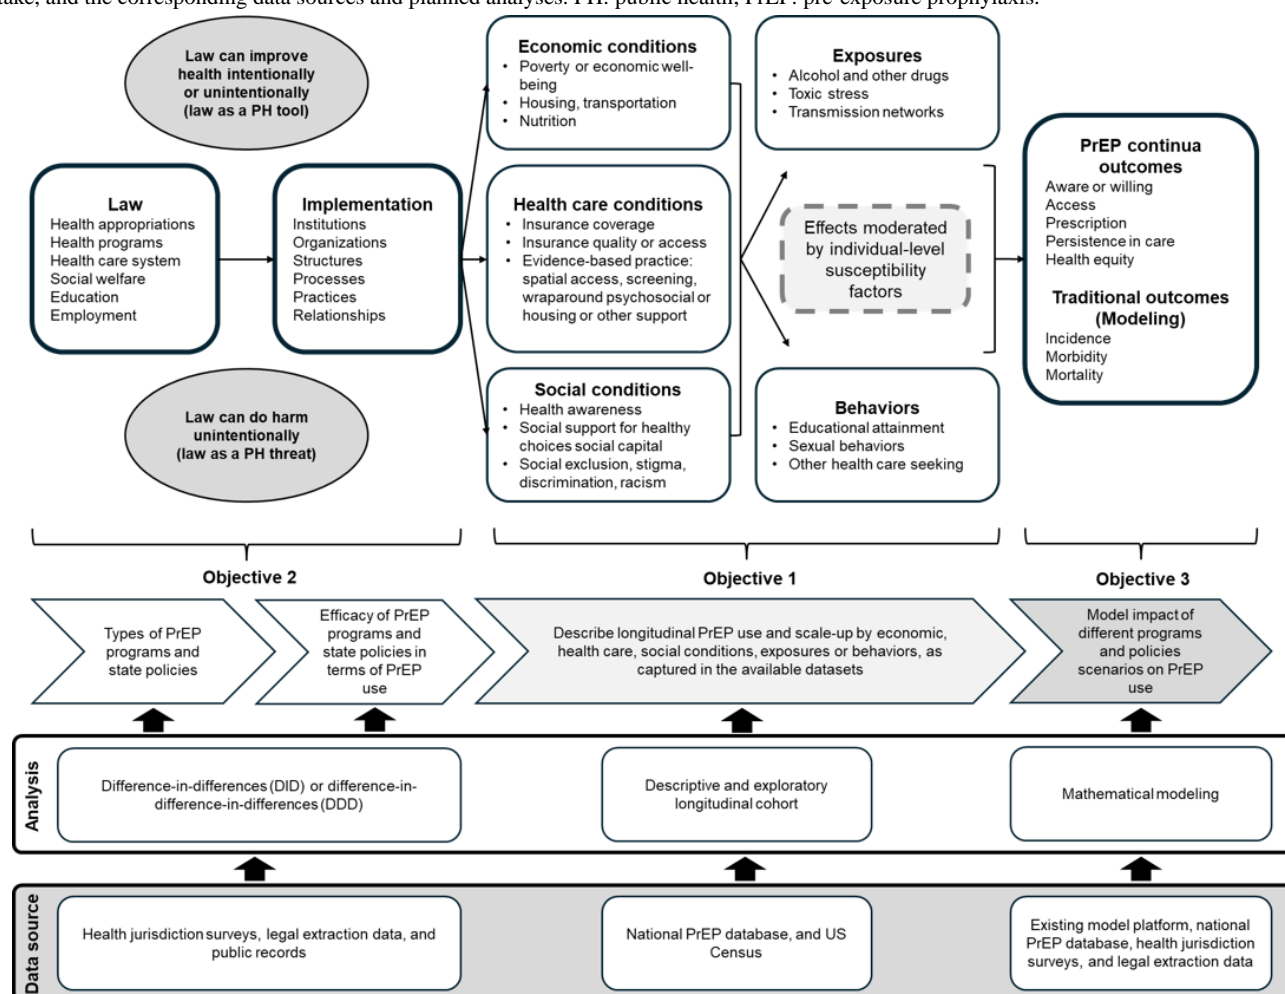 take, and the corresponding data sources and planned analyses. PH: public health; PrEP: pre-exposure prophylaxis.
Law can improve
health intentionally
or unintentionally
(law as a PH tool)
Law
Health appropriations
Health programs
Health care system
Social welfare
Education
Employment
Implementation
Institutions
Organizations
Structures
Processes
Practices
Relationships
Law can do harm
unintentionally
(law as a PH threat)
Economic conditions
• Poverty or economic well-
being
• Housing, transportation
• Nutrition
Health care conditions
• Insurance coverage
• Insurance quality or access
• Evidence-based practice:
spatial access, screening,
wraparound psychosocial or
housing or other support
Social conditions
• Health awareness
• Social support for healthy
choices social capital
• Social exclusion, stigma,
discrimination, racism
Exposures
• Alcohol and other drugs
• Toxic stress
• Transmission networks
Effects moderated
by individual-level
susceptibility
factors
Behaviors
• Educational attainment
• Sexual behaviors
• Other health care seeking
PrEP continua
outcomes
Aware or willing
Access
Prescription
Persistence in care
Health equity
Traditional outcomes
(Modeling)
Incidence
Morbidity
Mortality
Objective 2
Objective 1
Objective 3
Types of PrEP
programs and
state policies
Efficacy of PrEP
programs and
state policies in
terms of PrEP
use
Describe longitudinal PrEP use and scale-up by economic,
health care, social conditions, exposures or behaviors, as
captured in the available datasets
Model impact of
different programs
and policies
scenarios on PrEP
use
Analysis
Difference-in-differences (DID) or difference-in-
difference-in-differences (DDD)
Descriptive and exploratory
longitudinal cohort
Mathematical modeling
Data source
Health jurisdiction surveys, legal extraction data, and
public records
National PrEP database, and US
Census
Existing model platform, national
PrEP database, health jurisdiction
surveys, and legal extraction data